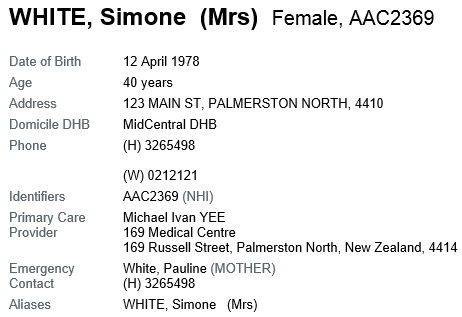 WHITE, Simone (Mrs) Female, AAC2369
Date of Birth 12 April 1978
Age 40 years
Address 123 MAIN ST, PALMERSTON NORTH, 4410
Domicile DHB MidCentral DHB
Phone (H) 3265498
(W) 0212121
Identifiers AAC2369 (NHI)
Primary Care Michael Ivan YEE
Provider 169 Medical Centre
169 Russell Street, Palmerston North, New Zealand, 4414
Emergency White, Pauline (MOTHER)
Contact (H) 3265498
Aliases WHITE, Simone (Mrs)